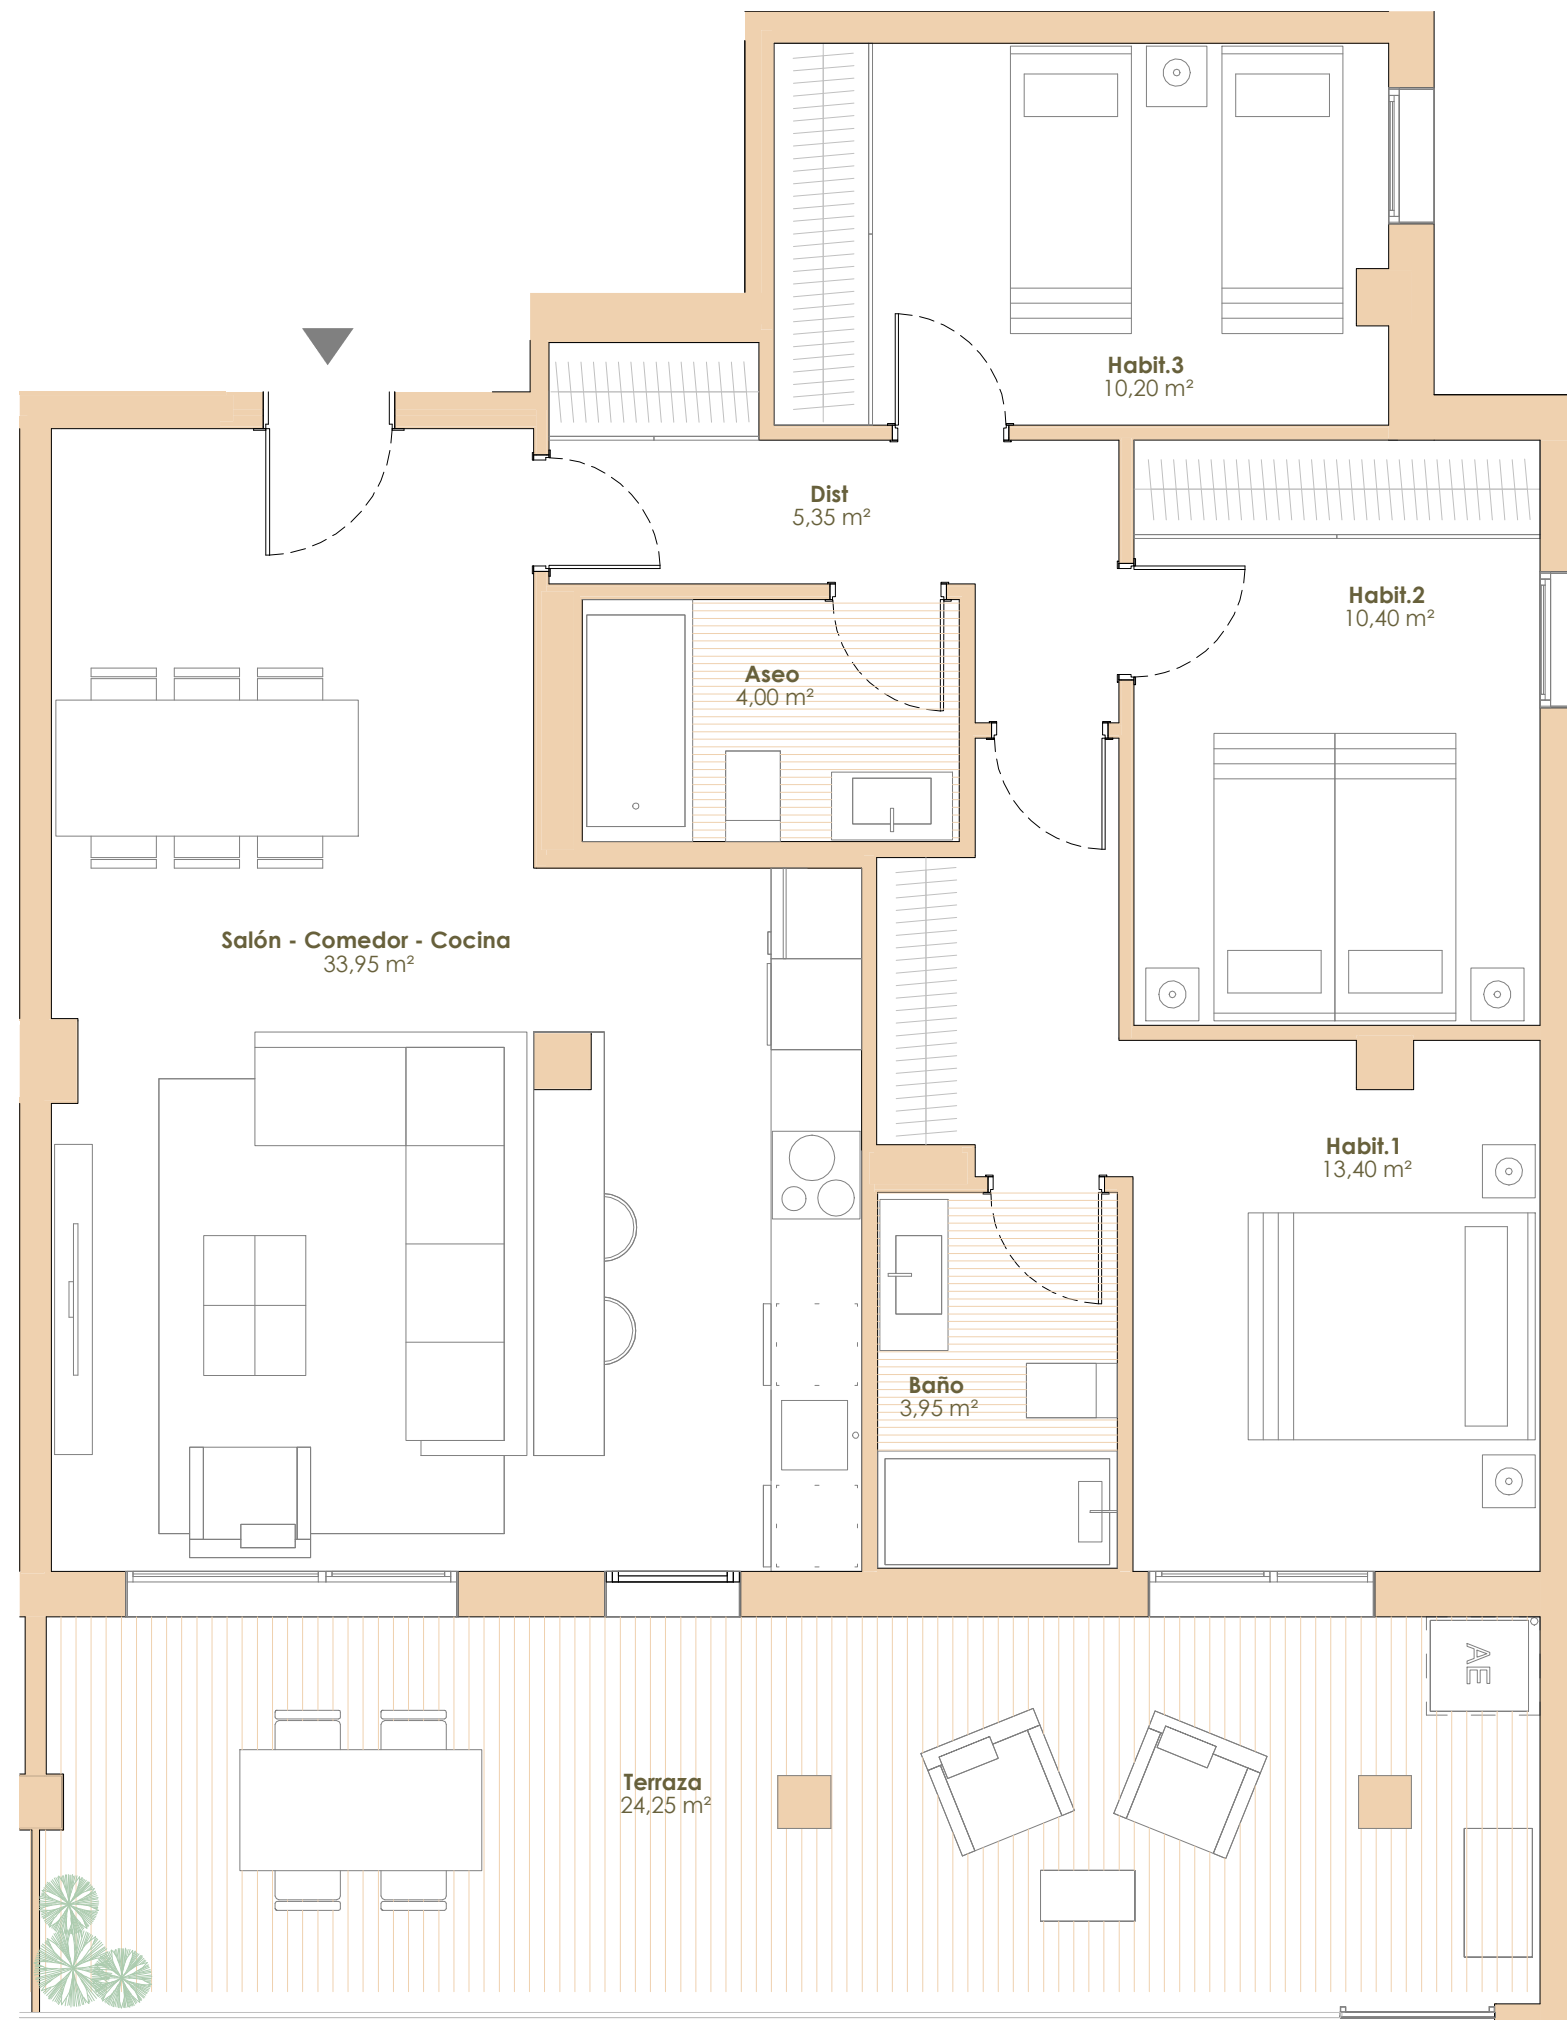 Habit.3
10,20 m²
Dist
5,35 m²
Habit.2
10,40 m²
Aseo
4,00 m²
Salón - Comedor - Cocina
33,95 m²
Habit.1
13,40 m²
Baño
3,95 m²
AE
Terraza
24,25 m²